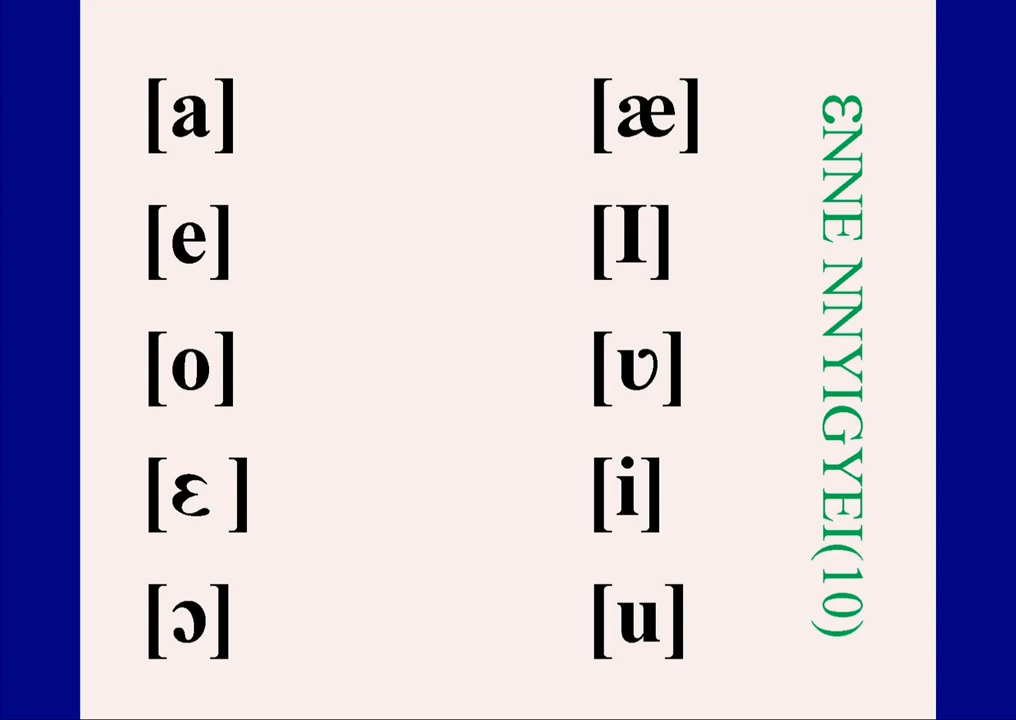 [a] [æ]
[e] [I]
[o] [ʋ]
[ɛ ] [i]
[ɔ] [u]
ƐNNE NNYIGYEI(10)